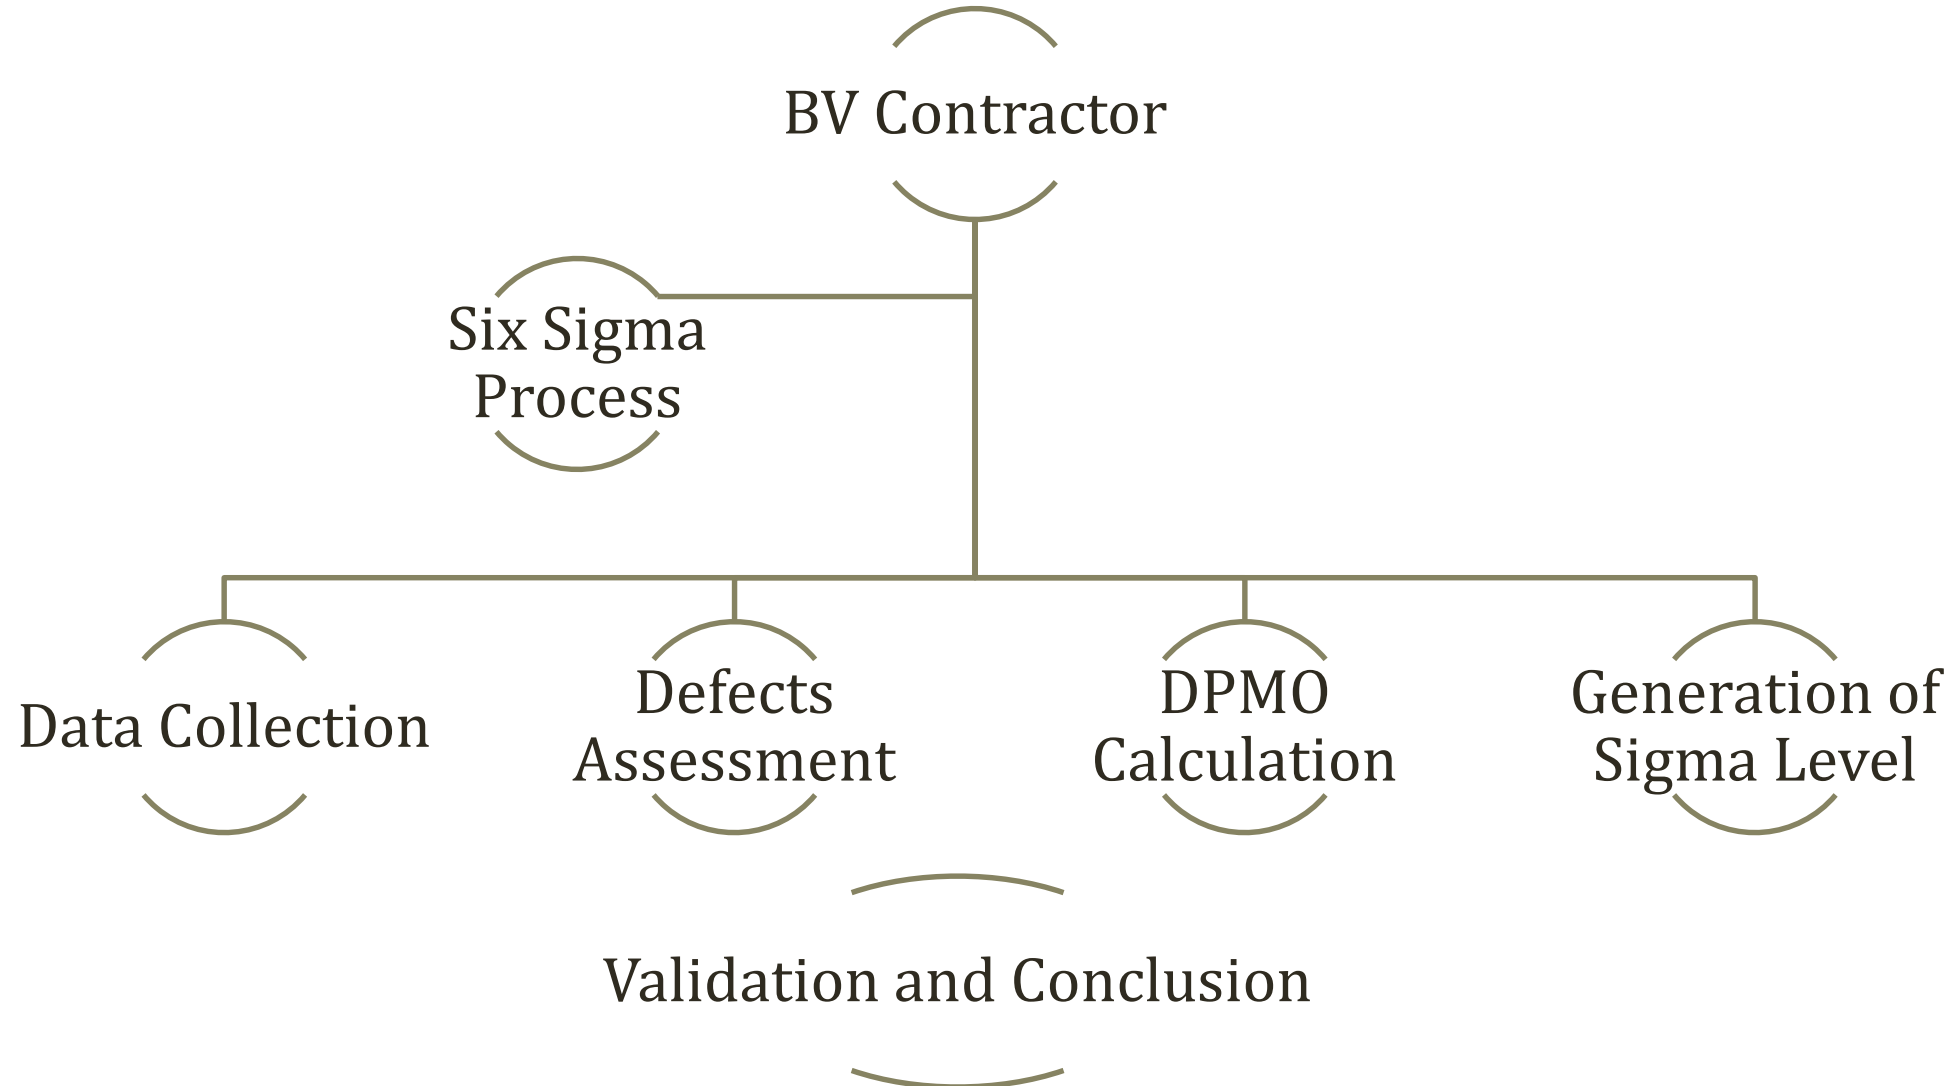 BV Contractor
Six Sigma
Process
Data Collection
Defects
Assessment
DPMO
Calculation
Generation of
Sigma Level
Validation and Conclusion